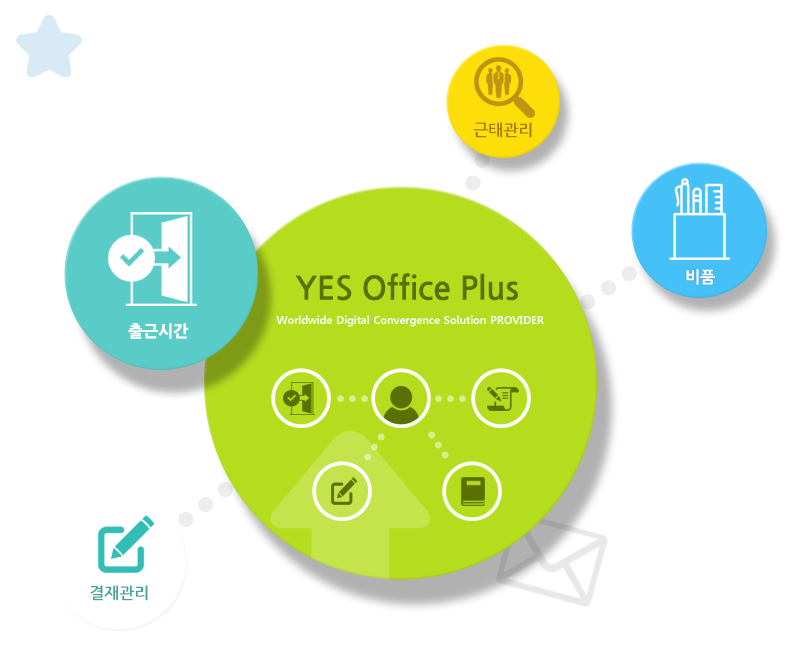 근태관리
비품
YES Office Plus
Worldwide Digital Convergence Solution PROVIDER
출근시간
결재관리